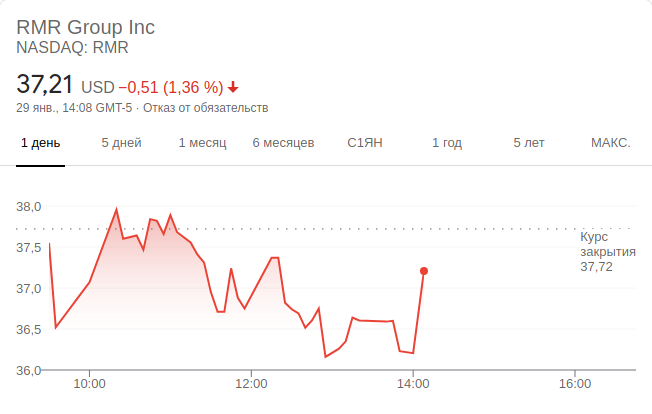 RMR Group Inc
NASDAQ: RMR
37,21 USD −0,51 (1,36 %)
29 янв., 14:08 GMT-5 · Отказ от обязательств
1 день 5 дней 1 месяц 6 месяцев С1ЯН 1 год 5 лет МАКС.
38,0
37,5
37,0
36,5
36,0
Курс
закрытия
37,72
10:00 12:00 14:00 16:00